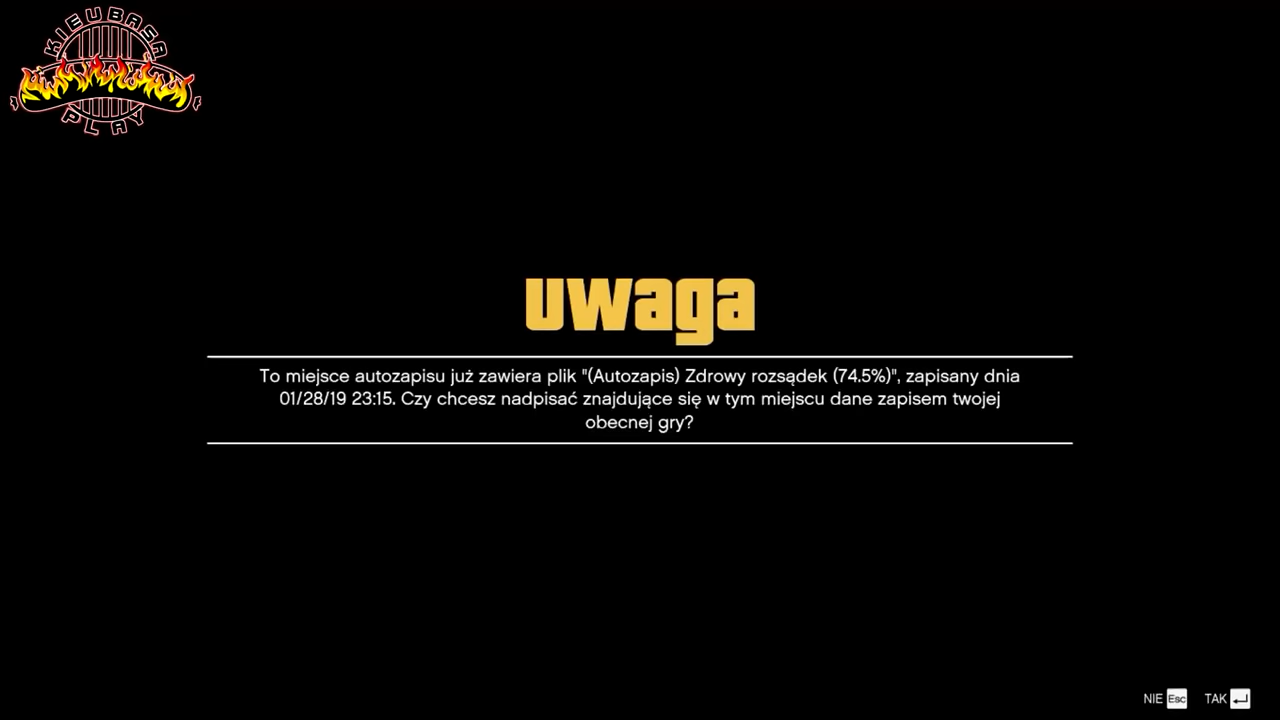 KIEUBASA
PLAY
uwaga
To miejsce autozapisu już zawiera plik "(Autozapis) Zdrowy rozsądek (74.5%)", zapisany dnia
01/28/19 23:15. Czy chcesz nadpisać znajdujące się w tym miejscu dane zapisem twojej
obecnej gry?
NIE Esc TAK